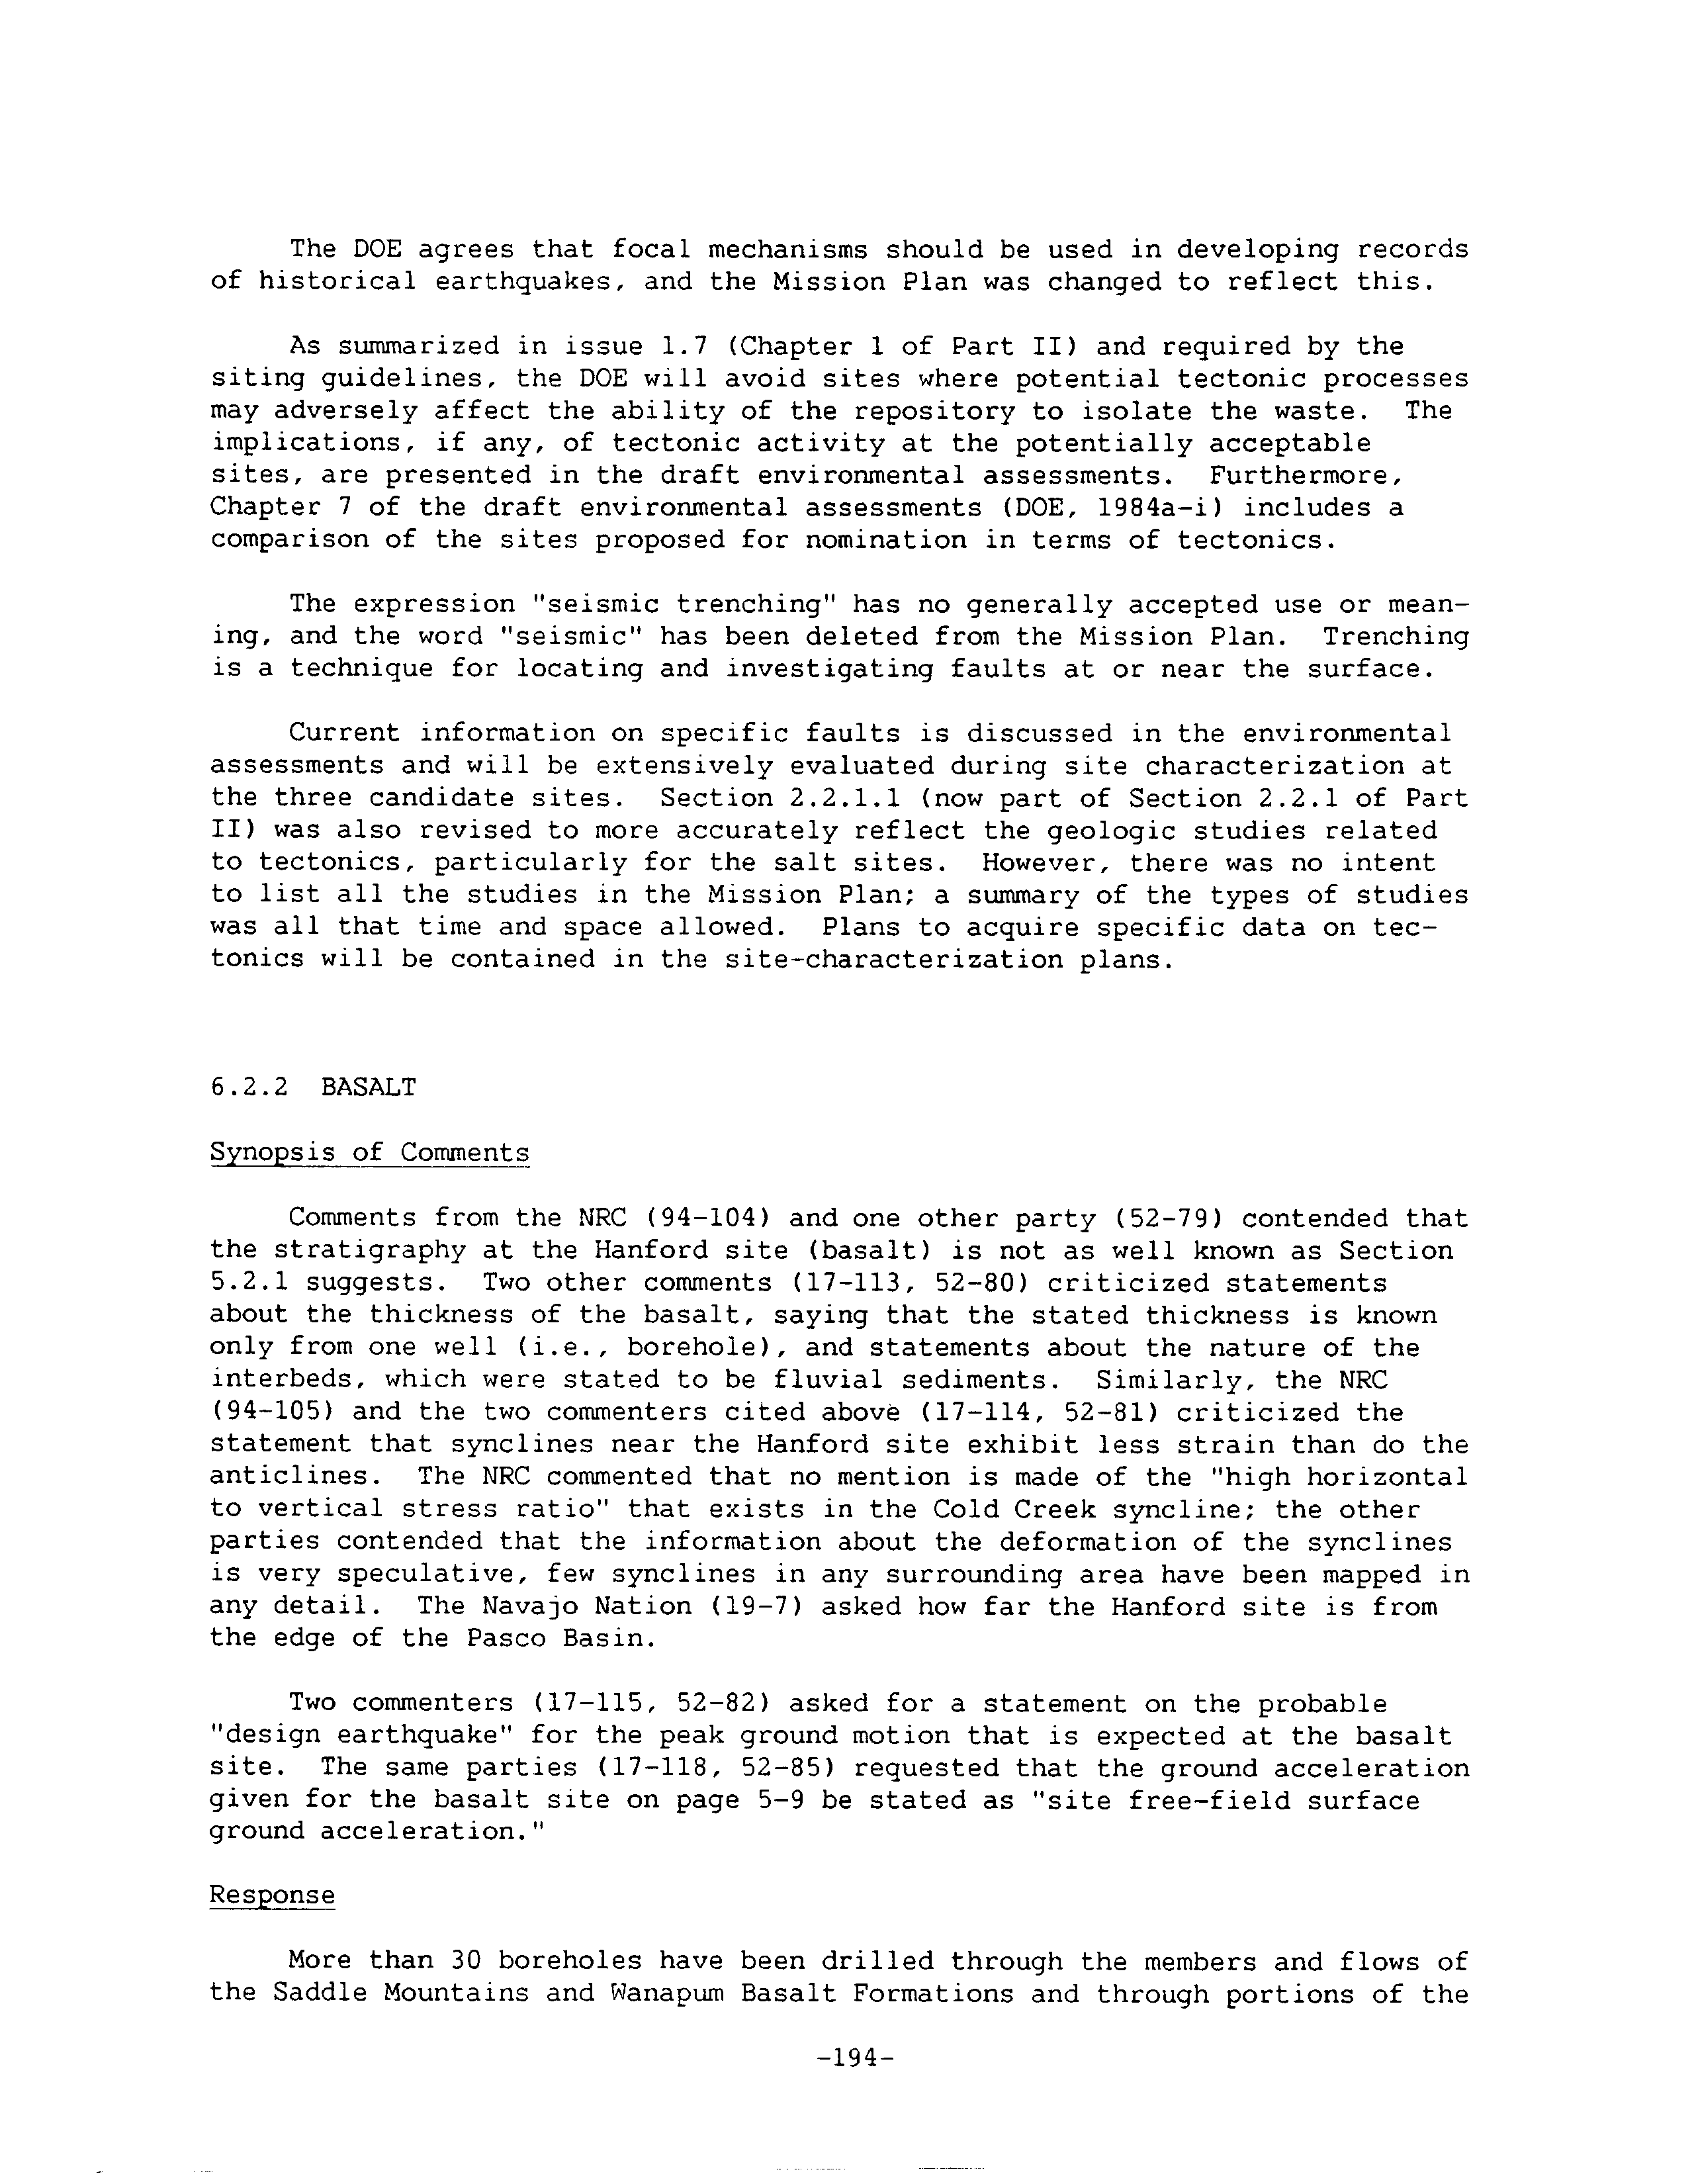 The DOE agrees that focal mechanisms should be used in developing records
of historical earthquakes, and the Mission Plan was changed to reflect this.
As summarized in issue 1.7 (Chapter 1 of Part II) and required by the
siting guidelines, the DOE will avoid sites where potential tectonic processes
may adversely affect the ability of the repository to isolate the waste. The
implications, if any, of tectonic activity at the potentially acceptable
sites, are presented in the draft environmental assessments. Furthermore,
Chapter 7 of the draft environmental assessments (DOE, 1984a-i) includes a
comparison of the sites proposed for nomination in terms of tectonics.
The expression "seismic trenching" has no generally accepted use or mean-
ing, and the word "seismic" has been deleted from the Mission Plan. Trenching
is a technique for locating and investigating faults at or near the surface.
Current information on specific faults is discussed in the environmental
assessments and will be extensively evaluated during site characterization at
the three candidate sites. Section 2.2.1.1 (now part of Section 2.2.1 of Part
II) was also revised to more accurately reflect the geologic studies related
to tectonics, particularly for the salt sites. However, there was no intent
to list all the studies in the Mission Plan; a summary of the types of studies
was all that time and space allowed. Plans to acquire specific data on tec-
tonics will be contained in the site-characterization plans.
6.2.2 BASALT
Synopsis of Comments
Comments from the NRC (94-104) and one other party (52-79) contended that
the stratigraphy at the Hanford site (basalt) is not as well known as Section
5.2.1 suggests. Two other comments (17-113, 52-80) criticized statements
about the thickness of the basalt, saying that the stated thickness is known
only from one well (i.e., borehole), and statements about the nature of the
interbeds, which were stated to be fluvial sediments. Similarly, the NRC
(94-105) and the two commenters cited above (17-114, 52-81) criticized the
statement that synclines near the Hanford site exhibit less strain than do the
anticlines. The NRC commented that no mention is made of the "high horizontal
to vertical stress ratio" that exists in the Cold Creek syncline; the other
parties contended that the information about the deformation of the synclines
is very speculative, few synclines in any surrounding area have been mapped in
any detail. The Navajo Nation (19-7) asked how far the Hanford site is from
the edge of the Pasco Basin.
Two commenters (17-115, 52-82) asked for a statement on the probable
"design earthquake" for the peak ground motion that is expected at the basalt
site. The same parties (17-118, 52-85) requested that the ground acceleration
given for the basalt site on page 5-9 be stated as "site free-field surface
ground acceleration."
Response
More than 30 boreholes have been drilled through the members and flows of
the Saddle Mountains and Wanapum Basalt Formations and through portions of the
-194-